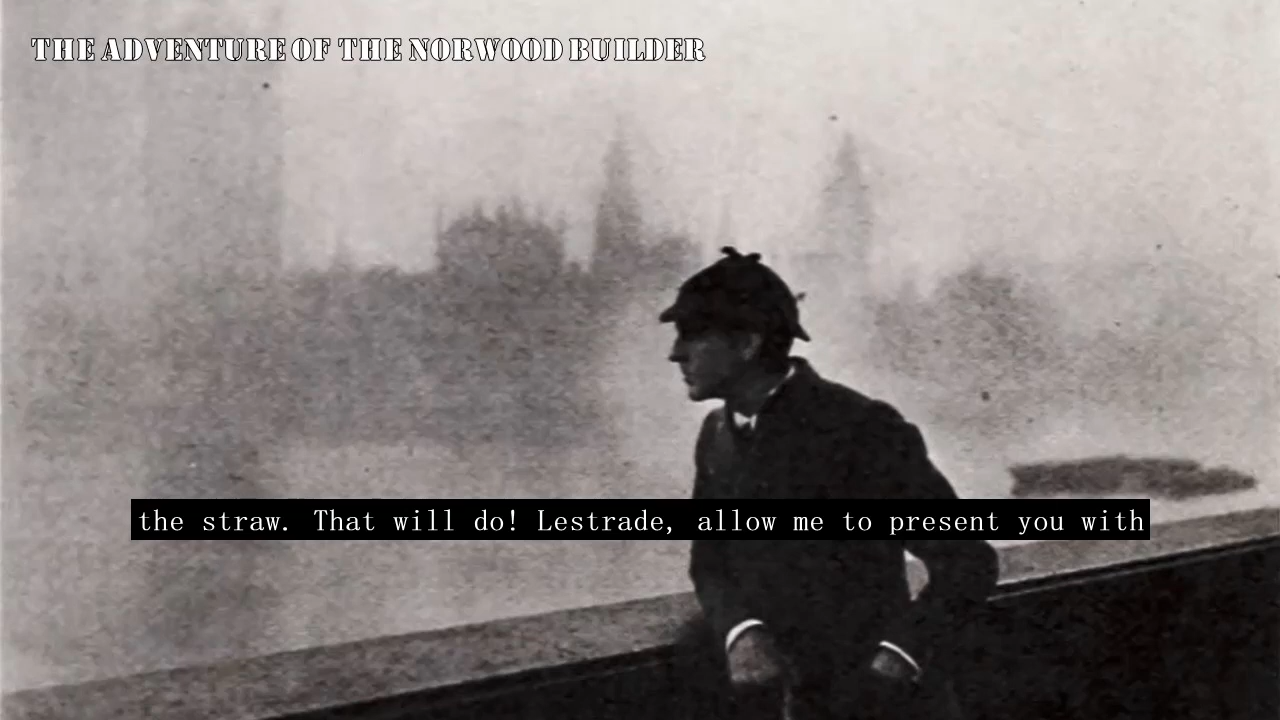 THE ADVENTURE OF THE NORWOOD BUILDER
the straw. That will do! Lestrade, allow me to present you with